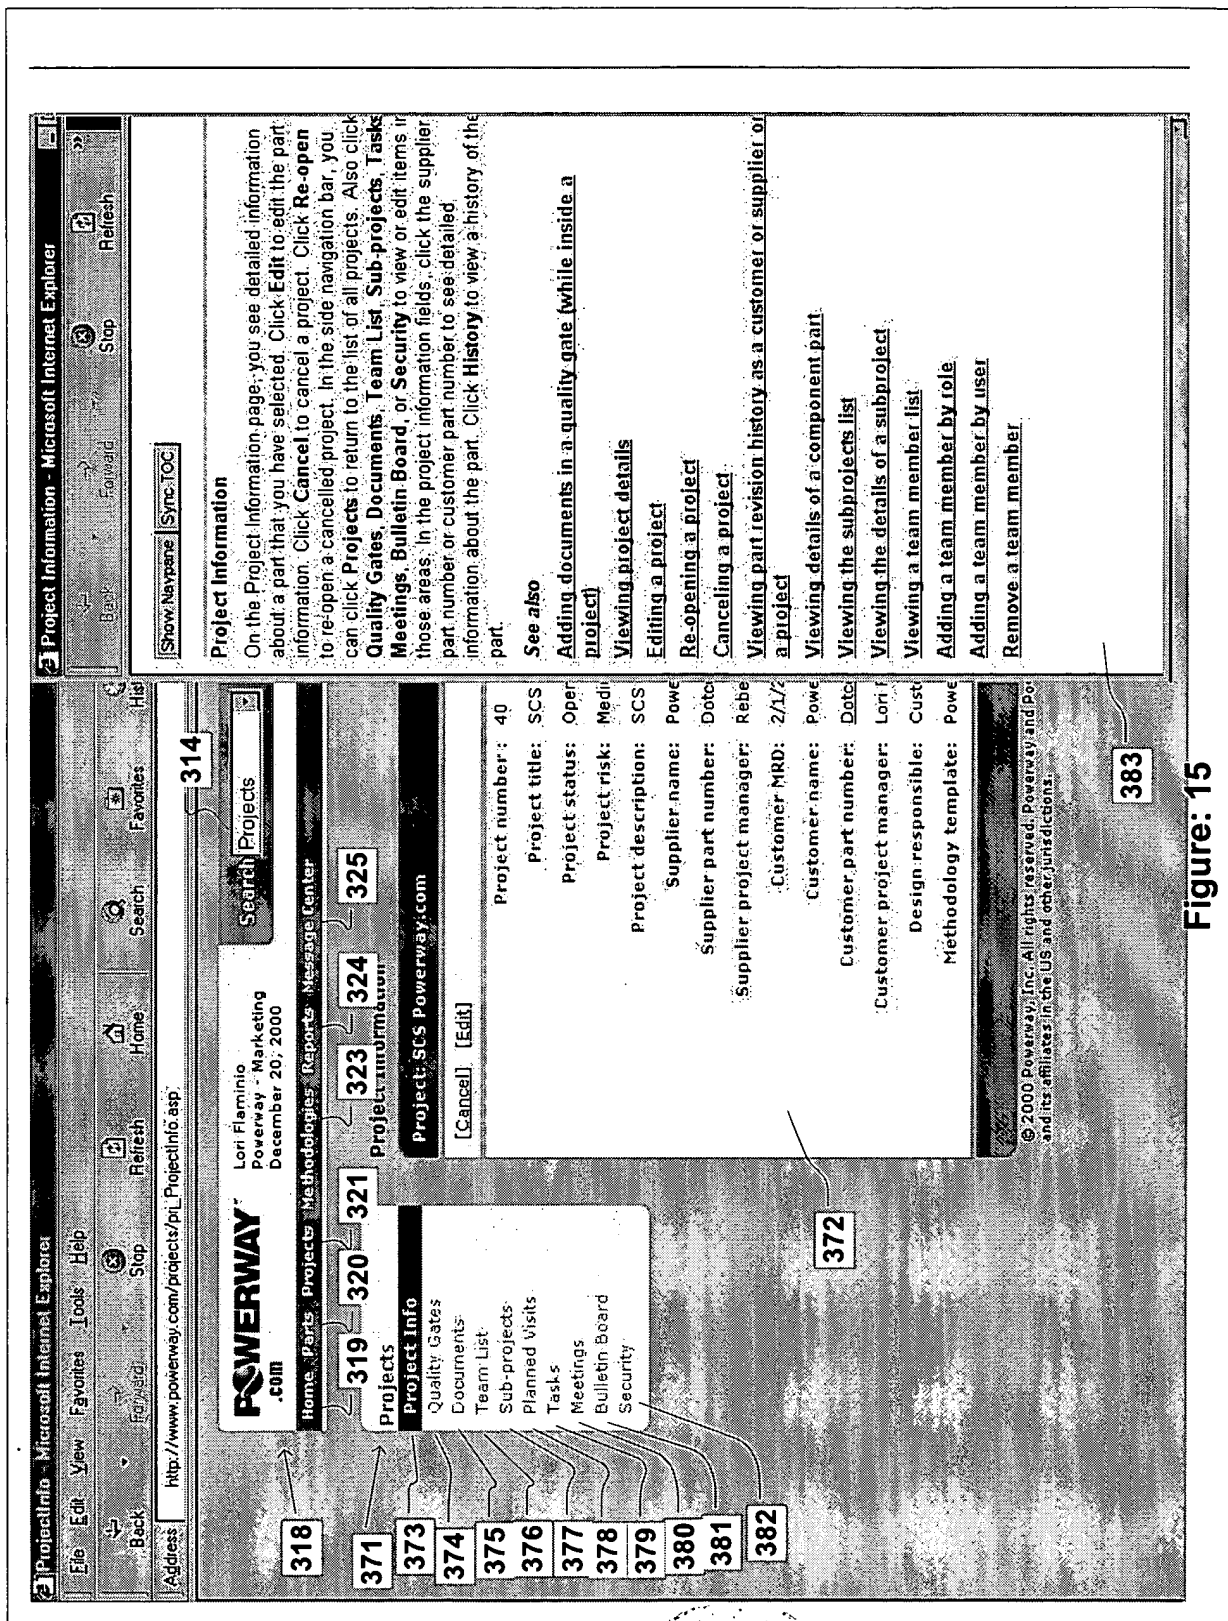 ProjectInfo - Microsoft Internet Explorer
File Edit View Favorites Tools Help
Back Forward Stop Refresh Home Search Favorites
Address http://www.powerway.com/projects/prj_ProjectInfo.asp
POWERWAY
.com
Lori Flaminio
Powerway - Marketing
December 20, 2000
Search Projects
314
318
Home Parts Projects Methodologies Reports Message Center
319 320 321 323 324 325
371
Projects
373
Project Info
374
Quality Gates
375
Documents
376
Team List
377
Sub-projects
378
Planned Visits
379
Tasks
380
Meetings
381
Bulletin Board
382
Security
Project Information
Project: SCS Powerway.com
[Cancel] [Edit]
Project number: 40
Project title: SCS
Project status: Oper
Project risk: Medi
Project description: SCS
Supplier name: Powe
Supplier part number: Dotco
Supplier project manager: Rebe
Customer MRD: 2/1/2
Customer name: Powe
Customer part number: Dotco
Customer project manager: Lori F
Design responsible: Cust
Methodology template: Powe
372
© 2000 Powerway, Inc. All rights reserved. Powerway and Po
and its affiliates in the US and other jurisdictions.
Project Information - Microsoft Internet Explorer
Back Forward Stop Refresh »
Show Navpane Sync TOC
Project Information
On the Project Information page, you see detailed information
about a part that you have selected. Click Edit to edit the part
information. Click Cancel to cancel a project. Click Re-open
to re-open a cancelled project. In the side navigation bar, you
can click Projects to return to the list of all projects. Also click
Quality Gates, Documents, Team List, Sub-projects, Tasks
Meetings, Bulletin Board, or Security to view or edit items in
those areas. In the project information fields, click the supplier
part number or customer part number to see detailed
information about the part. Click History to view a history of the
part.
See also
Adding documents in a quality gate (while inside a
project)
Viewing project details
Editing a project
Re-opening a project
Canceling a project
Viewing part revision history as a customer or supplier of
a project
Viewing details of a component part
Viewing the subprojects list
Viewing the details of a subproject
Viewing a team member list
Adding a team member by role
Adding a team member by user
Remove a team member
383
Figure: 15